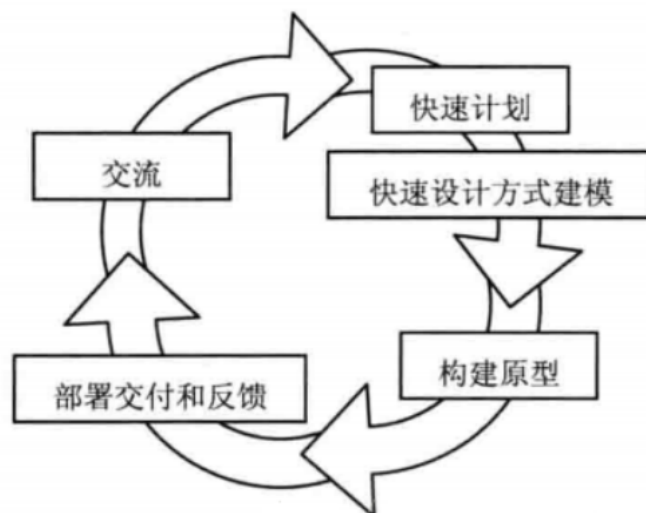 快速计划
交流
快速设计方式建模
构建原型
部署交付和反馈